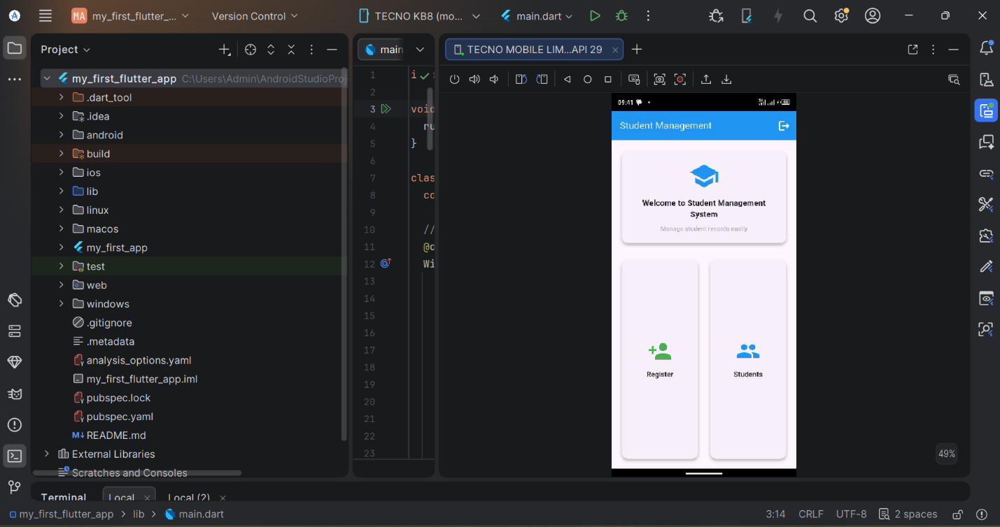 MA my_first_flutter_... Version Control TECNO KB8 (mo... main.dart
Project
my_first_flutter_app C:\Users\Admin\AndroidStudioProj
.dart_tool
.idea
android
build
ios
lib
linux
macos
my_first_app
test
web
windows
.gitignore
.metadata
analysis_options.yaml
my_first_flutter_app.iml
pubspec.lock
pubspec.yaml
M↓ README.md
External Libraries
Scratches and Consoles
main
1 i
2
3 void
4 ru
5 }
6
7 clas
8 co
9
10 //
11 @o
12 Wi
13
14
15
16
17
18
19
20
21
22
23
TECNO MOBILE LIM...API 29
09:41
Student Management
Welcome to Student Management
System
Manage student records easily
Register Students
49%
Terminal Local Local (2)
my_first_flutter_app > lib > main.dart 3:14 CRLF UTF-8 2 spaces